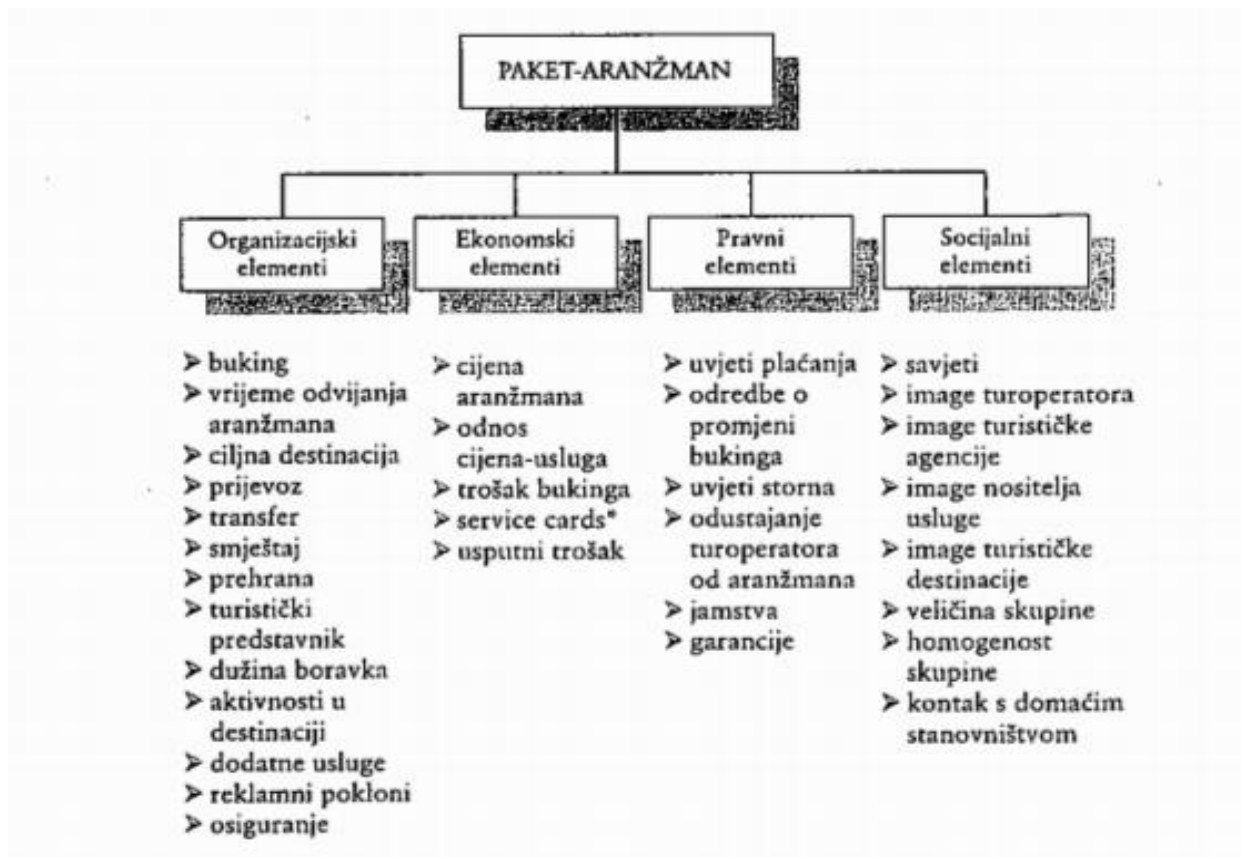 PAKET-ARANŽMAN
Organizacijski
elementi
Ekonomski
elementi
Pravni
elementi
Socijalni
elementi
➢ buking
➢ vrijeme odvijanja
aranžmana
➢ ciljna destinacija
➢ prijevoz
➢ transfer
➢ smještaj
➢ prehrana
➢ turistički
predstavnik
➢ dužina boravka
➢ aktivnosti u
destinaciji
➢ dodatne usluge
➢ reklamni pokloni
➢ osiguranje
➢ cijena
aranžmana
➢ odnos
cijena-usluga
➢ trošak bukinga
➢ service cards*
➢ usputni trošak
➢ uvjeti plaćanja
➢ odredbe o
promjeni
bukinga
➢ uvjeti storna
➢ odustajanje
turoperatora
od aranžmana
➢ jamstva
➢ garancije
➢ savjeti
➢ image turoperatora
➢ image turističke
agencije
➢ image nositelja
usluge
➢ image turističke
destinacije
➢ veličina skupine
➢ homogenost
skupine
➢ kontak s domaćim
stanovništvom